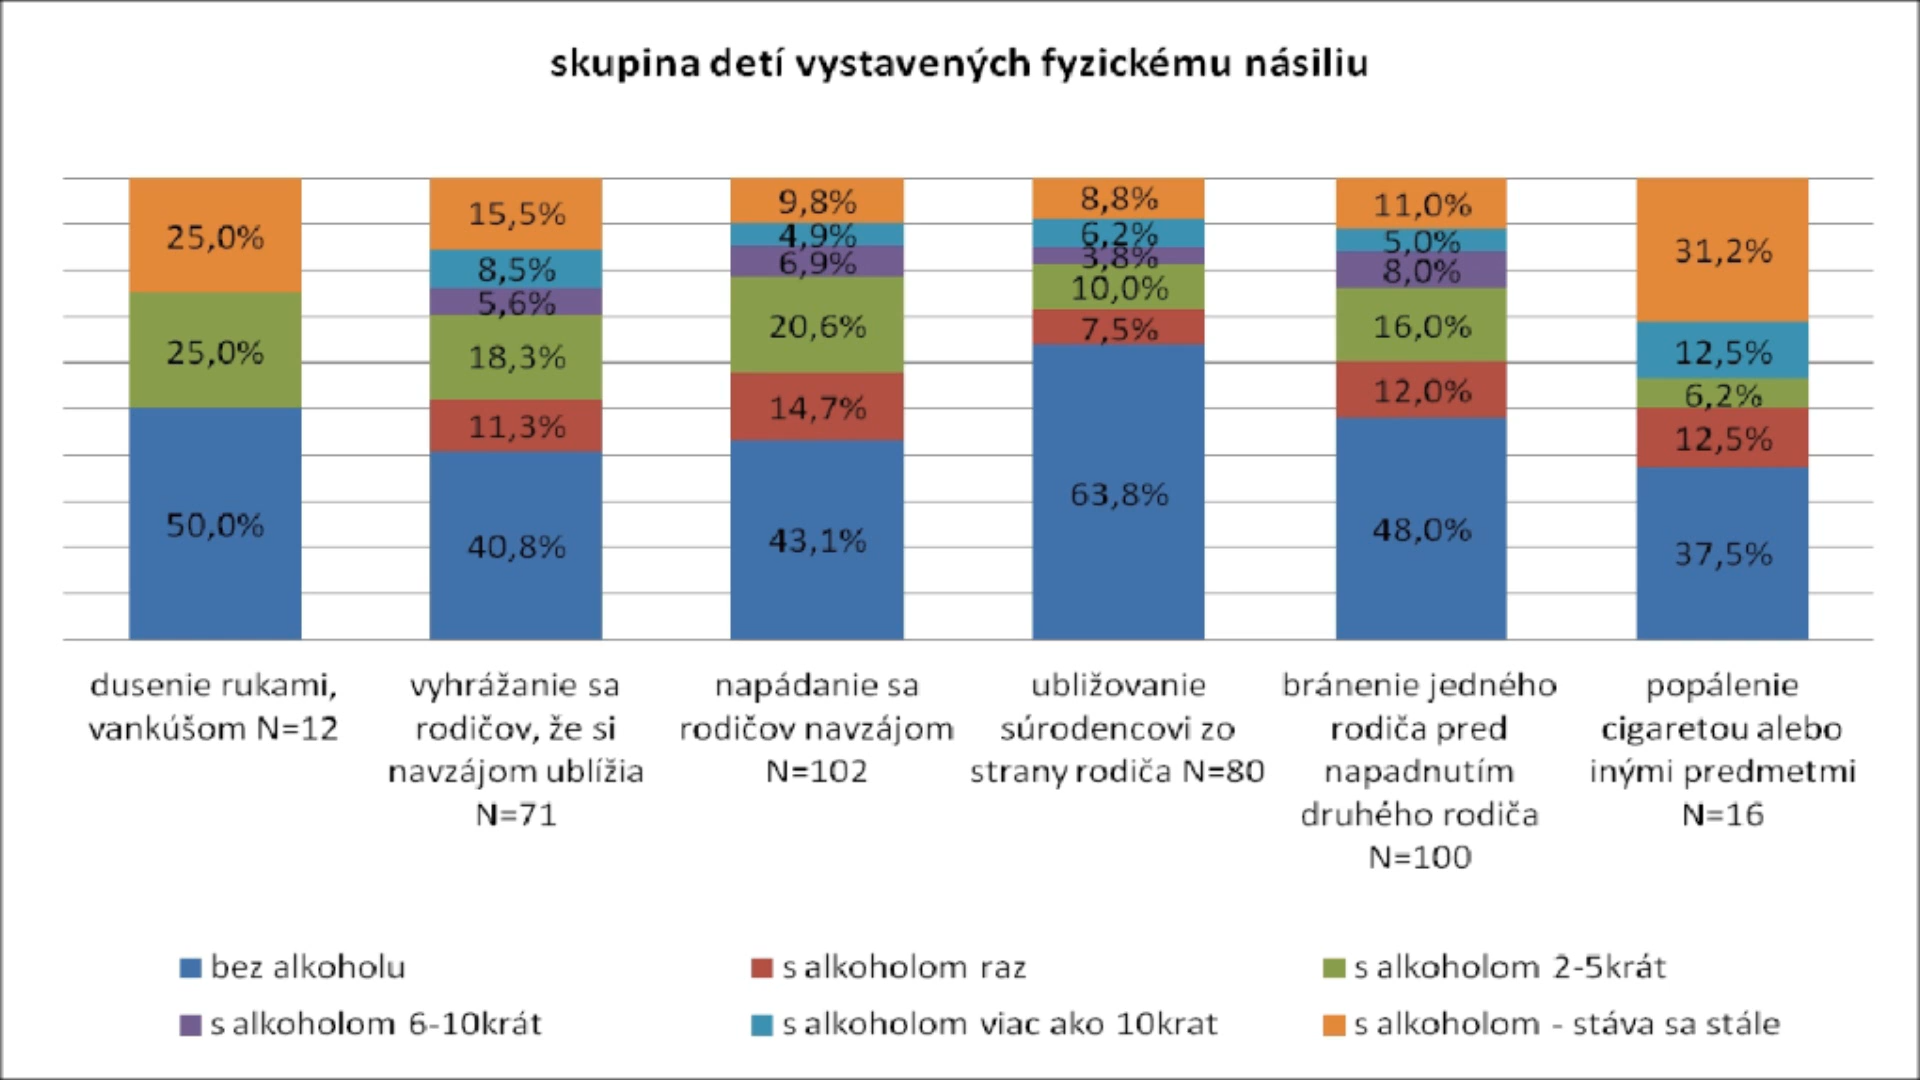 skupina detí vystavených fyzickému násiliu
25,0%
25,0%
50,0%
15,5%
8,5%
5,6%
18,3%
11,3%
40,8%
9,8%
4,9%
6,9%
20,6%
14,7%
43,1%
8,8%
6,2%
3,8%
10,0%
7,5%
63,8%
11,0%
5,0%
8,0%
16,0%
12,0%
48,0%
31,2%
12,5%
6,2%
12,5%
37,5%
dusenie rukami,
vankúšom N=12
vyhrážanie sa
rodičov, že si
navzájom ublížia
N=71
napádanie sa
rodičov navzájom
N=102
ubližovanie
súrodencovi zo
strany rodiča N=80
bránenie jedného
rodiča pred
napadnutím
druhého rodiča
N=100
popálenie
cigaretou alebo
inými predmetmi
N=16
bez alkoholu
s alkoholom raz
s alkoholom 2-5krát
s alkoholom 6-10krát
s alkoholom viac ako 10krat
s alkoholom - stáva sa stále